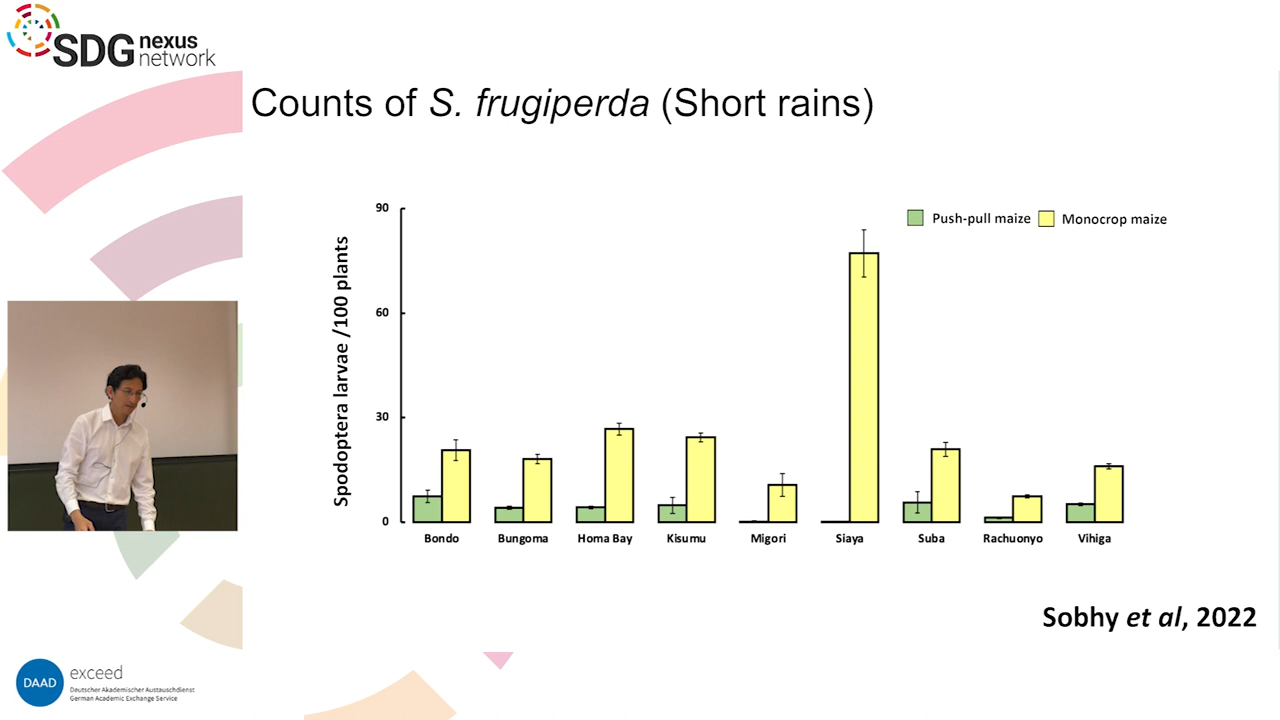 SDG nexus network
Counts of S. frugiperda (Short rains)
Push-pull maize
Monocrop maize
Spodoptera larvae /100 plants
90
60
30
0
Bondo
Bungoma
Homa Bay
Kisumu
Migori
Siaya
Suba
Rachuonyo
Vihiga
Sobhy et al, 2022
DAAD
exceed
Deutscher Akademischer Austauschdienst
German Academic Exchange Service